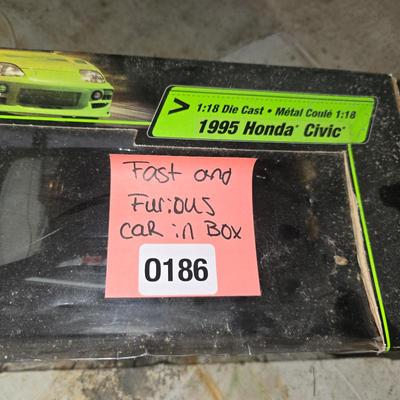 > 1:18 Die Cast • Métal Coulé 1:18
1995 Honda® Civic®
Fast and
Furious
car in Box
0186